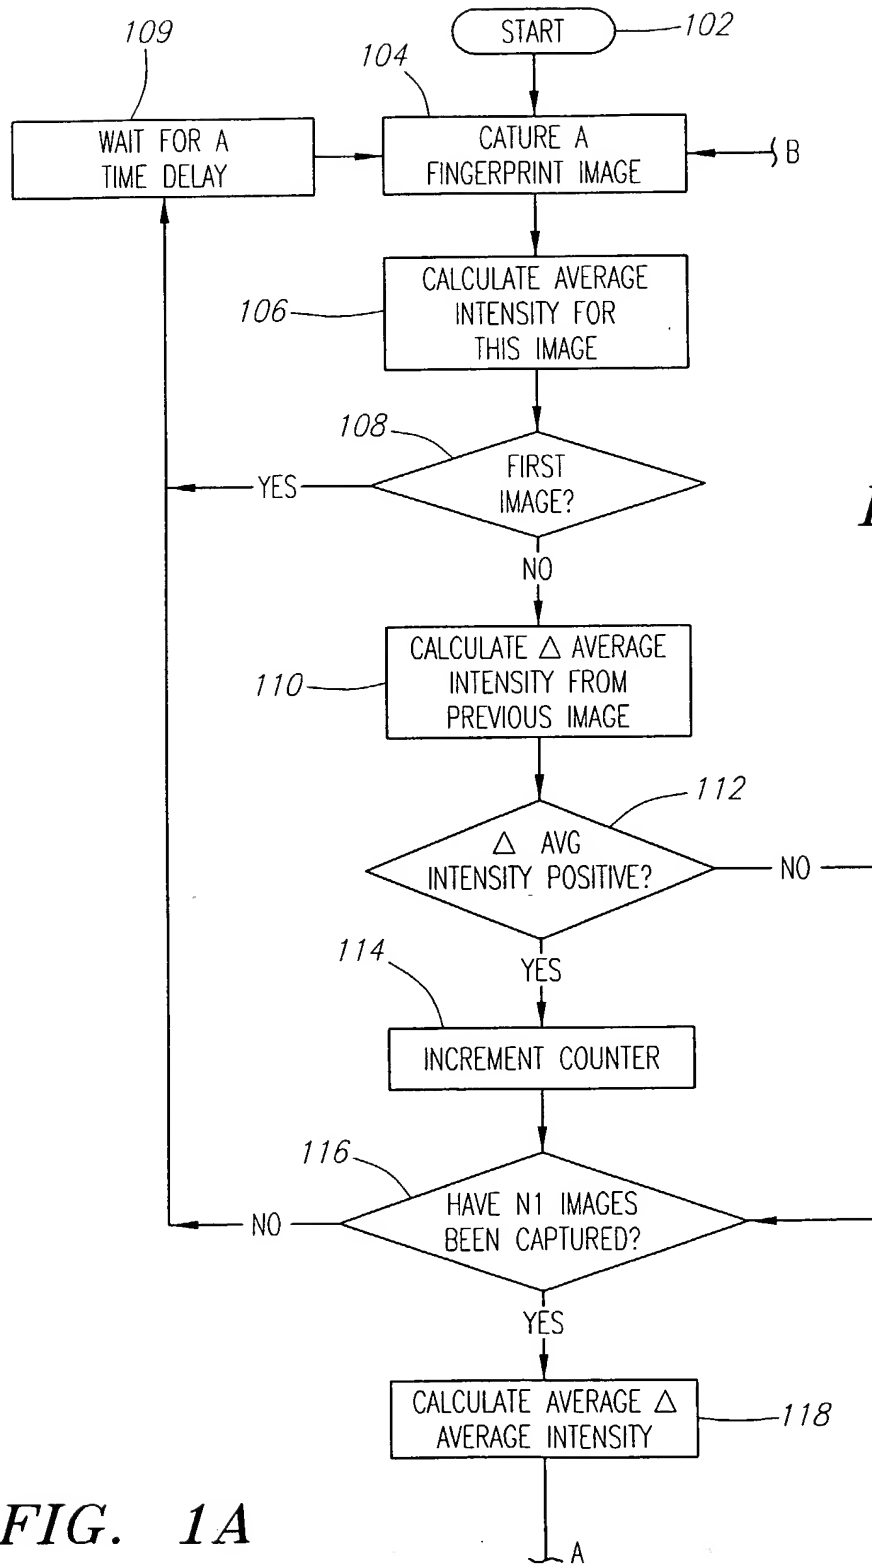 START
102
109
104
WAIT FOR A
TIME DELAY
CATURE A
FINGERPRINT IMAGE
B
106
CALCULATE AVERAGE
INTENSITY FOR
THIS IMAGE
108
FIRST
IMAGE?
YES
NO
110
CALCULATE △ AVERAGE
INTENSITY FROM
PREVIOUS IMAGE
112
△ AVG
INTENSITY POSITIVE?
NO
YES
114
INCREMENT COUNTER
116
HAVE N1 IMAGES
BEEN CAPTURED?
NO
YES
CALCULATE AVERAGE △
AVERAGE INTENSITY
118
A
FIG. 1A